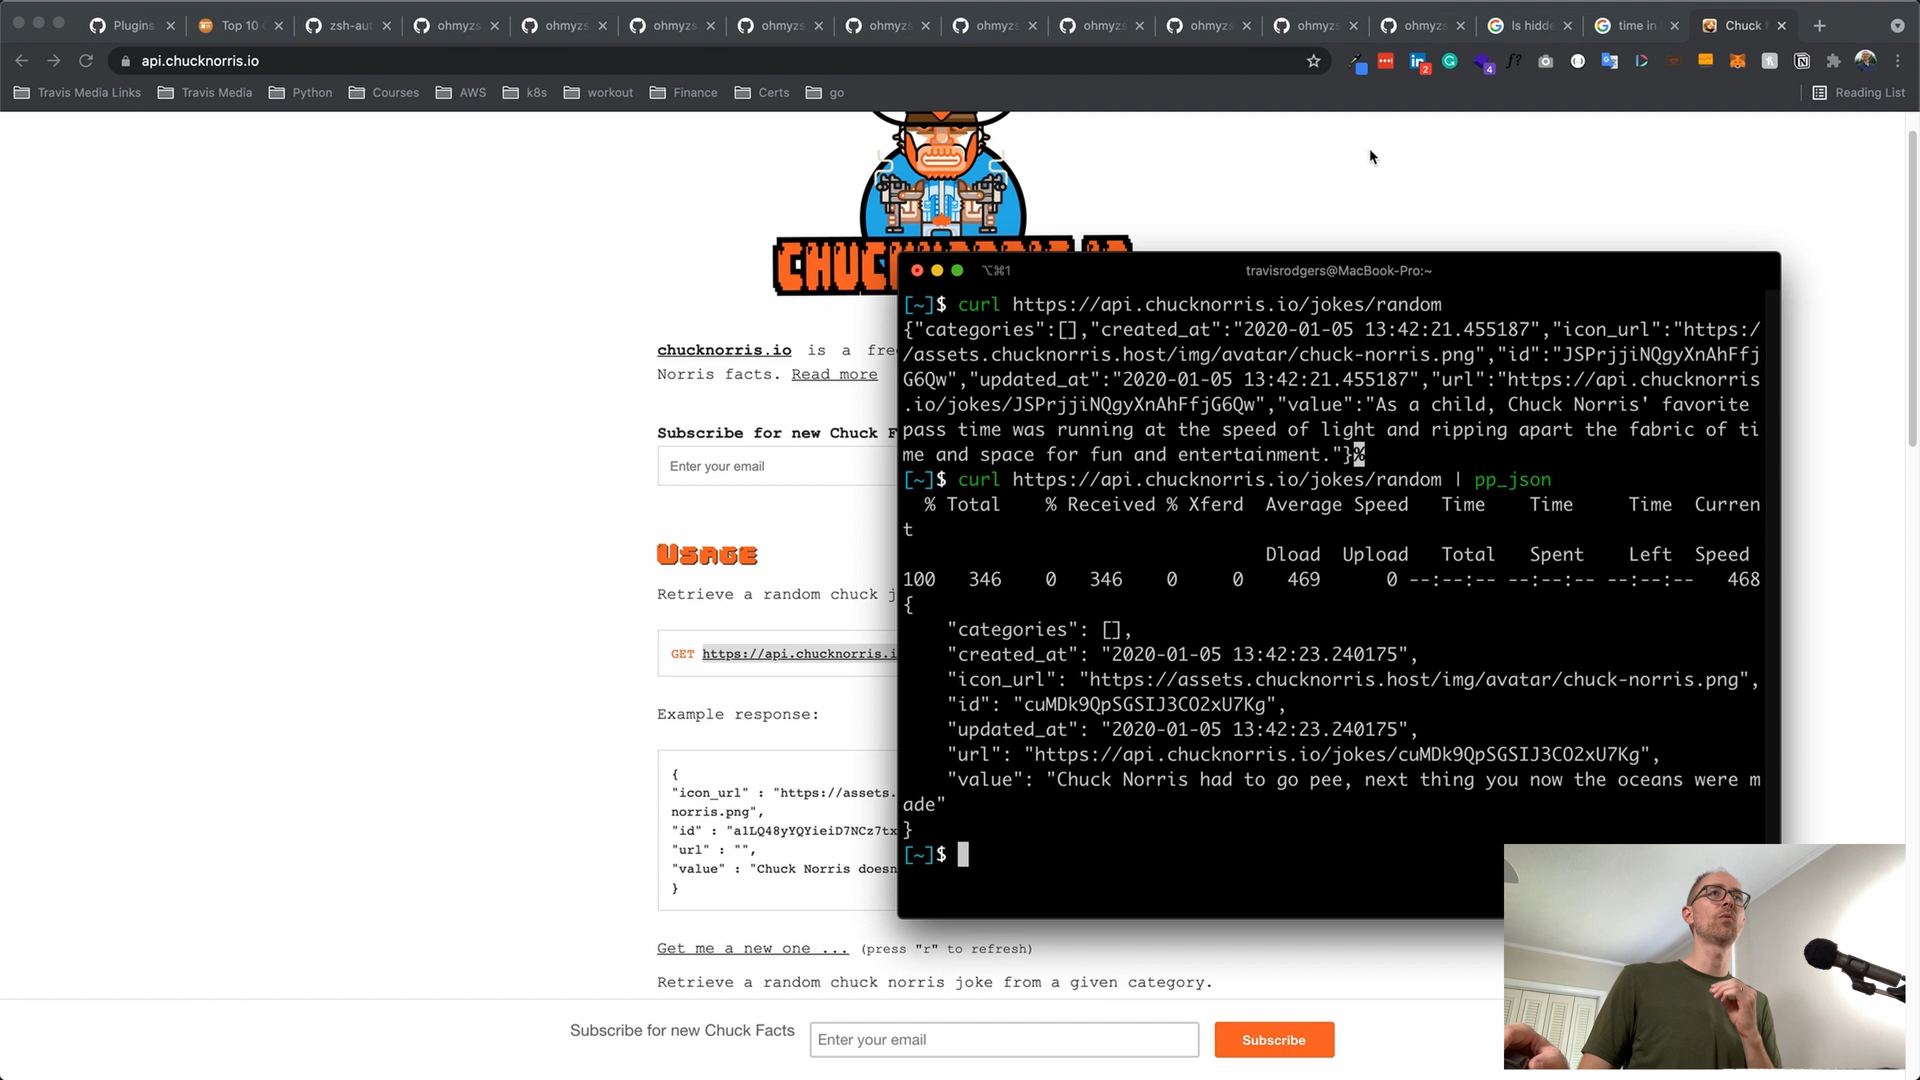 Plugins
Top 10
zsh-aut
ohmyzs
ohmyzs
ohmyzs
ohmyzs
ohmyzs
ohmyzs
ohmyzs
ohmyzs
ohmyzs
ohmyzs
Is hidde
time in
Chuck
api.chucknorris.io
2
4
f?
Travis Media Links
Travis Media
Python
Courses
AWS
k8s
workout
Finance
Certs
go
Reading List
chucknorris.io is a fre
Norris facts. Read more
Subscribe for new Chuck F
Enter your email
Usage
Retrieve a random chuck j
GET https://api.chucknorris.i
Example response:
{
"icon_url" : "https://assets.
norris.png",
"id" : "a1LQ48yYQYieiD7NCz7tx
"url" : "",
"value" : "Chuck Norris doesn
}
Get me a new one ... (press "r" to refresh)
Retrieve a random chuck norris joke from a given category.
Subscribe for new Chuck Facts
Enter your email
Subscribe
⌥⌘1
travisrodgers@MacBook-Pro:~
[~]$ curl https://api.chucknorris.io/jokes/random
{"categories":[],"created_at":"2020-01-05 13:42:21.455187","icon_url":"https:/
/assets.chucknorris.host/img/avatar/chuck-norris.png","id":"JSPrjjiNQgyXnAhFfj
G6Qw","updated_at":"2020-01-05 13:42:21.455187","url":"https://api.chucknorris
.io/jokes/JSPrjjiNQgyXnAhFfjG6Qw","value":"As a child, Chuck Norris' favorite
pass time was running at the speed of light and ripping apart the fabric of ti
me and space for fun and entertainment."}%
[~]$ curl https://api.chucknorris.io/jokes/random | pp_json
% Total % Received % Xferd Average Speed Time Time Time Curren
t
Dload Upload Total Spent Left Speed
100 346 0 346 0 0 469 0 --:--:-- --:--:-- --:--:-- 468
{
"categories": [],
"created_at": "2020-01-05 13:42:23.240175",
"icon_url": "https://assets.chucknorris.host/img/avatar/chuck-norris.png",
"id": "cuMDk9QpSGSIJ3CO2xU7Kg",
"updated_at": "2020-01-05 13:42:23.240175",
"url": "https://api.chucknorris.io/jokes/cuMDk9QpSGSIJ3CO2xU7Kg",
"value": "Chuck Norris had to go pee, next thing you now the oceans were m
ade"
}
[~]$